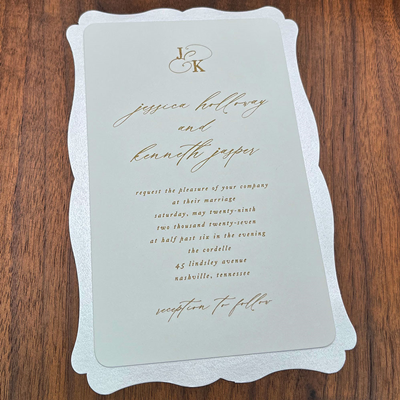 J
&
K
jessica holloway
and
kenneth jasper
request the pleasure of your company
at their marriage
saturday, may twenty-ninth
two thousand twenty-seven
at half past six in the evening
the cordelle
45 lindsley avenue
nashville, tennessee
reception to follow